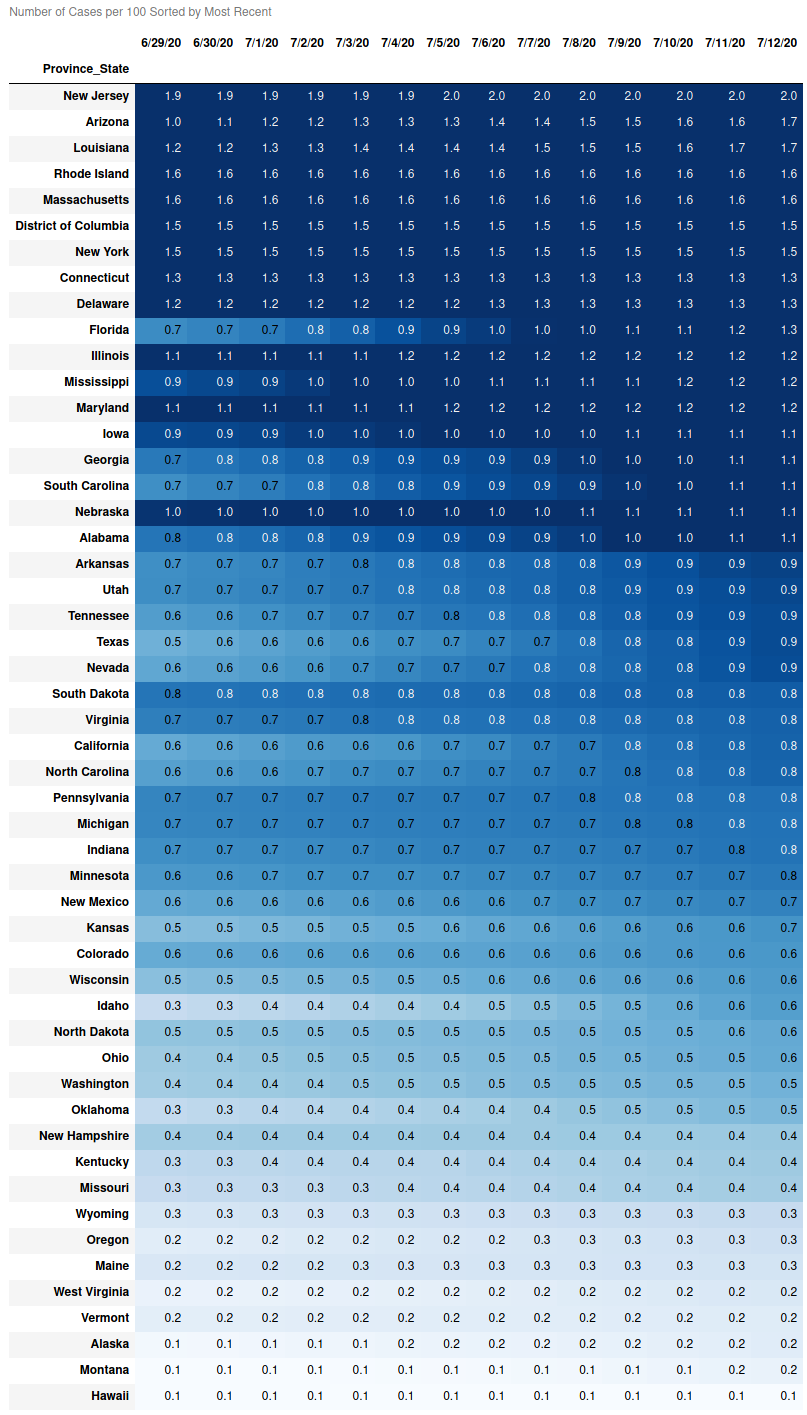 Number of Cases per 100 Sorted by Most Recent
6/29/20 6/30/20 7/1/20 7/2/20 7/3/20 7/4/20 7/5/20 7/6/20 7/7/20 7/8/20 7/9/20 7/10/20 7/11/20 7/12/20
Province_State
New Jersey 1.9 1.9 1.9 1.9 1.9 1.9 2.0 2.0 2.0 2.0 2.0 2.0 2.0 2.0
Arizona 1.0 1.1 1.2 1.2 1.3 1.3 1.3 1.4 1.4 1.5 1.5 1.6 1.6 1.7
Louisiana 1.2 1.2 1.3 1.3 1.4 1.4 1.4 1.4 1.5 1.5 1.5 1.6 1.7 1.7
Rhode Island 1.6 1.6 1.6 1.6 1.6 1.6 1.6 1.6 1.6 1.6 1.6 1.6 1.6 1.6
Massachusetts 1.6 1.6 1.6 1.6 1.6 1.6 1.6 1.6 1.6 1.6 1.6 1.6 1.6 1.6
District of Columbia 1.5 1.5 1.5 1.5 1.5 1.5 1.5 1.5 1.5 1.5 1.5 1.5 1.5 1.5
New York 1.5 1.5 1.5 1.5 1.5 1.5 1.5 1.5 1.5 1.5 1.5 1.5 1.5 1.5
Connecticut 1.3 1.3 1.3 1.3 1.3 1.3 1.3 1.3 1.3 1.3 1.3 1.3 1.3 1.3
Delaware 1.2 1.2 1.2 1.2 1.2 1.2 1.2 1.3 1.3 1.3 1.3 1.3 1.3 1.3
Florida 0.7 0.7 0.7 0.8 0.8 0.9 0.9 1.0 1.0 1.0 1.1 1.1 1.2 1.3
Illinois 1.1 1.1 1.1 1.1 1.1 1.2 1.2 1.2 1.2 1.2 1.2 1.2 1.2 1.2
Mississippi 0.9 0.9 0.9 1.0 1.0 1.0 1.0 1.1 1.1 1.1 1.1 1.2 1.2 1.2
Maryland 1.1 1.1 1.1 1.1 1.1 1.1 1.2 1.2 1.2 1.2 1.2 1.2 1.2 1.2
Iowa 0.9 0.9 0.9 1.0 1.0 1.0 1.0 1.0 1.0 1.0 1.1 1.1 1.1 1.1
Georgia 0.7 0.8 0.8 0.8 0.9 0.9 0.9 0.9 0.9 1.0 1.0 1.0 1.1 1.1
South Carolina 0.7 0.7 0.7 0.8 0.8 0.8 0.9 0.9 0.9 0.9 1.0 1.0 1.1 1.1
Nebraska 1.0 1.0 1.0 1.0 1.0 1.0 1.0 1.0 1.0 1.1 1.1 1.1 1.1 1.1
Alabama 0.8 0.8 0.8 0.8 0.9 0.9 0.9 0.9 0.9 1.0 1.0 1.0 1.1 1.1
Arkansas 0.7 0.7 0.7 0.7 0.8 0.8 0.8 0.8 0.8 0.8 0.9 0.9 0.9 0.9
Utah 0.7 0.7 0.7 0.7 0.7 0.8 0.8 0.8 0.8 0.8 0.9 0.9 0.9 0.9
Tennessee 0.6 0.6 0.7 0.7 0.7 0.7 0.8 0.8 0.8 0.8 0.8 0.9 0.9 0.9
Texas 0.5 0.6 0.6 0.6 0.6 0.7 0.7 0.7 0.7 0.8 0.8 0.8 0.9 0.9
Nevada 0.6 0.6 0.6 0.6 0.7 0.7 0.7 0.7 0.8 0.8 0.8 0.8 0.9 0.9
South Dakota 0.8 0.8 0.8 0.8 0.8 0.8 0.8 0.8 0.8 0.8 0.8 0.8 0.8 0.8
Virginia 0.7 0.7 0.7 0.7 0.8 0.8 0.8 0.8 0.8 0.8 0.8 0.8 0.8 0.8
California 0.6 0.6 0.6 0.6 0.6 0.6 0.7 0.7 0.7 0.7 0.8 0.8 0.8 0.8
North Carolina 0.6 0.6 0.6 0.7 0.7 0.7 0.7 0.7 0.7 0.7 0.8 0.8 0.8 0.8
Pennsylvania 0.7 0.7 0.7 0.7 0.7 0.7 0.7 0.7 0.7 0.8 0.8 0.8 0.8 0.8
Michigan 0.7 0.7 0.7 0.7 0.7 0.7 0.7 0.7 0.7 0.7 0.8 0.8 0.8 0.8
Indiana 0.7 0.7 0.7 0.7 0.7 0.7 0.7 0.7 0.7 0.7 0.7 0.7 0.8 0.8
Minnesota 0.6 0.6 0.7 0.7 0.7 0.7 0.7 0.7 0.7 0.7 0.7 0.7 0.7 0.8
New Mexico 0.6 0.6 0.6 0.6 0.6 0.6 0.6 0.6 0.7 0.7 0.7 0.7 0.7 0.7
Kansas 0.5 0.5 0.5 0.5 0.5 0.5 0.6 0.6 0.6 0.6 0.6 0.6 0.6 0.7
Colorado 0.6 0.6 0.6 0.6 0.6 0.6 0.6 0.6 0.6 0.6 0.6 0.6 0.6 0.6
Wisconsin 0.5 0.5 0.5 0.5 0.5 0.5 0.5 0.6 0.6 0.6 0.6 0.6 0.6 0.6
Idaho 0.3 0.3 0.4 0.4 0.4 0.4 0.4 0.5 0.5 0.5 0.5 0.6 0.6 0.6
North Dakota 0.5 0.5 0.5 0.5 0.5 0.5 0.5 0.5 0.5 0.5 0.5 0.5 0.6 0.6
Ohio 0.4 0.4 0.5 0.5 0.5 0.5 0.5 0.5 0.5 0.5 0.5 0.5 0.5 0.6
Washington 0.4 0.4 0.4 0.4 0.5 0.5 0.5 0.5 0.5 0.5 0.5 0.5 0.5 0.5
Oklahoma 0.3 0.3 0.4 0.4 0.4 0.4 0.4 0.4 0.4 0.5 0.5 0.5 0.5 0.5
New Hampshire 0.4 0.4 0.4 0.4 0.4 0.4 0.4 0.4 0.4 0.4 0.4 0.4 0.4 0.4
Kentucky 0.3 0.3 0.4 0.4 0.4 0.4 0.4 0.4 0.4 0.4 0.4 0.4 0.4 0.4
Missouri 0.3 0.3 0.3 0.3 0.3 0.4 0.4 0.4 0.4 0.4 0.4 0.4 0.4 0.4
Wyoming 0.3 0.3 0.3 0.3 0.3 0.3 0.3 0.3 0.3 0.3 0.3 0.3 0.3 0.3
Oregon 0.2 0.2 0.2 0.2 0.2 0.2 0.2 0.2 0.3 0.3 0.3 0.3 0.3 0.3
Maine 0.2 0.2 0.2 0.2 0.3 0.3 0.3 0.3 0.3 0.3 0.3 0.3 0.3 0.3
West Virginia 0.2 0.2 0.2 0.2 0.2 0.2 0.2 0.2 0.2 0.2 0.2 0.2 0.2 0.2
Vermont 0.2 0.2 0.2 0.2 0.2 0.2 0.2 0.2 0.2 0.2 0.2 0.2 0.2 0.2
Alaska 0.1 0.1 0.1 0.1 0.1 0.2 0.2 0.2 0.2 0.2 0.2 0.2 0.2 0.2
Montana 0.1 0.1 0.1 0.1 0.1 0.1 0.1 0.1 0.1 0.1 0.1 0.1 0.2 0.2
Hawaii 0.1 0.1 0.1 0.1 0.1 0.1 0.1 0.1 0.1 0.1 0.1 0.1 0.1 0.1